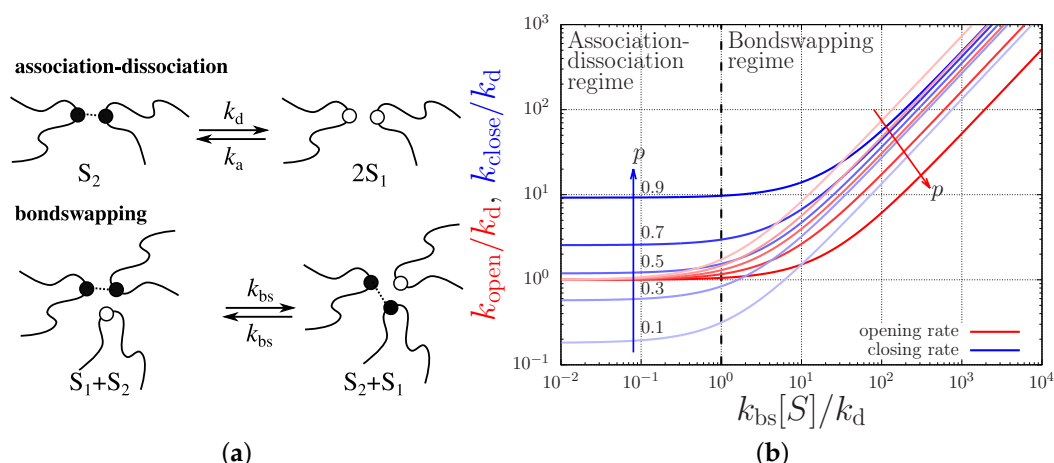 association-dissociation
k_d
k_a
S_2
2S_1
bondswapping
k_bs
k_bs
S_1+S_2
S_2+S_1
(a)
k_open/k_d, k_close/k_d
10^3
10^2
10^1
10^0
10^-1
Association-
dissociation
regime
Bondswapping
regime
p
0.9
0.7
0.5
0.3
0.1
p
opening rate
closing rate
10^-2
10^-1
10^0
10^1
10^2
10^3
10^4
k_bs[S]/k_d
(b)